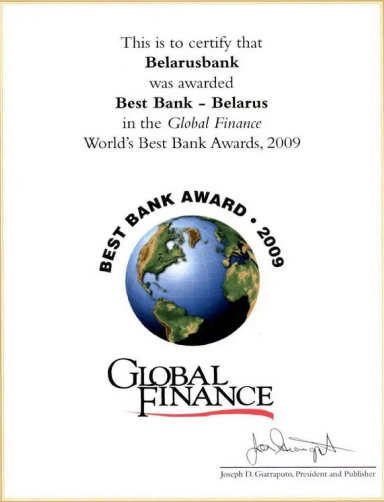 This is to certify that
Belarusbank
was awarded
Best Bank – Belarus
in the Global Finance
World's Best Bank Awards, 2009
BEST BANK AWARD • 2009
GLOBAL
FINANCE
Joseph D. Giarraputo, President and Publisher